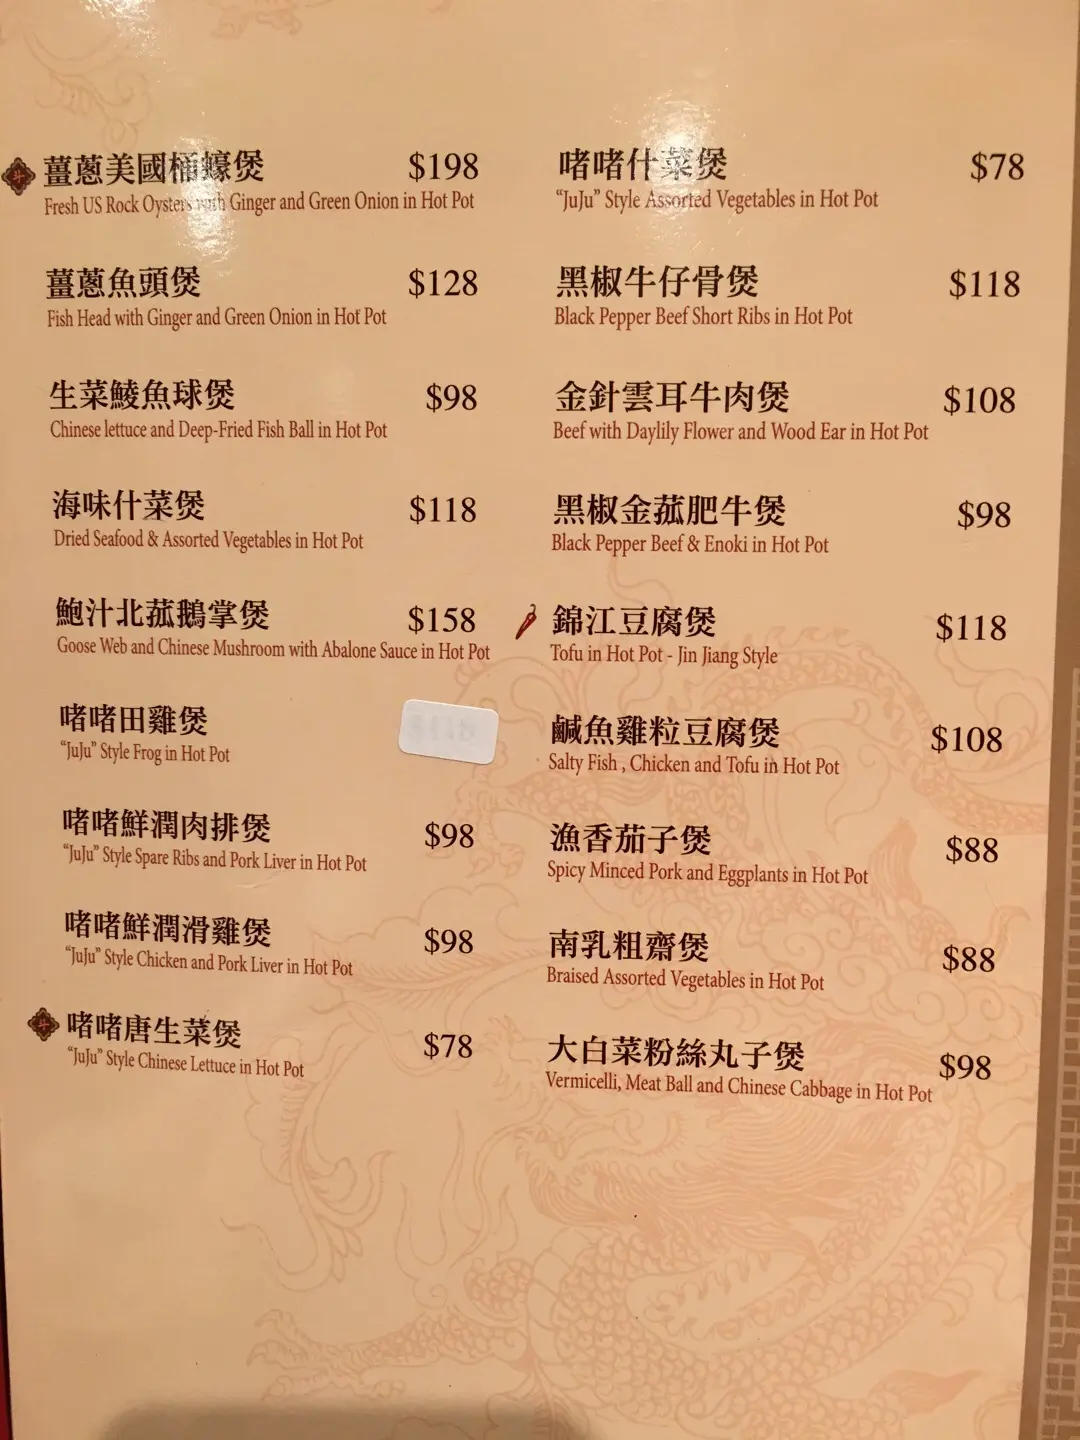 薑蔥美國桶蠔煲 $198
Fresh US Rock Oysters with Ginger and Green Onion in Hot Pot
薑蔥魚頭煲 $128
Fish Head with Ginger and Green Onion in Hot Pot
生菜鯪魚球煲 $98
Chinese lettuce and Deep-Fried Fish Ball in Hot Pot
海味什菜煲 $118
Dried Seafood & Assorted Vegetables in Hot Pot
鮑汁北菰鵝掌煲 $158
Goose Web and Chinese Mushroom with Abalone Sauce in Hot Pot
啫啫田雞煲
"JuJu" Style Frog in Hot Pot
啫啫鮮潤肉排煲 $98
"JuJu" Style Spare Ribs and Pork Liver in Hot Pot
啫啫鮮潤滑雞煲 $98
"JuJu" Style Chicken and Pork Liver in Hot Pot
啫啫唐生菜煲 $78
"JuJu" Style Chinese Lettuce in Hot Pot
啫啫什菜煲 $78
"JuJu" Style Assorted Vegetables in Hot Pot
黑椒牛仔骨煲 $118
Black Pepper Beef Short Ribs in Hot Pot
金針雲耳牛肉煲 $108
Beef with Daylily Flower and Wood Ear in Hot Pot
黑椒金菰肥牛煲 $98
Black Pepper Beef & Enoki in Hot Pot
錦江豆腐煲 $118
Tofu in Hot Pot - Jin Jiang Style
鹹魚雞粒豆腐煲 $108
Salty Fish , Chicken and Tofu in Hot Pot
漁香茄子煲 $88
Spicy Minced Pork and Eggplants in Hot Pot
南乳粗齋煲 $88
Braised Assorted Vegetables in Hot Pot
大白菜粉絲丸子煲 $98
Vermicelli, Meat Ball and Chinese Cabbage in Hot Pot